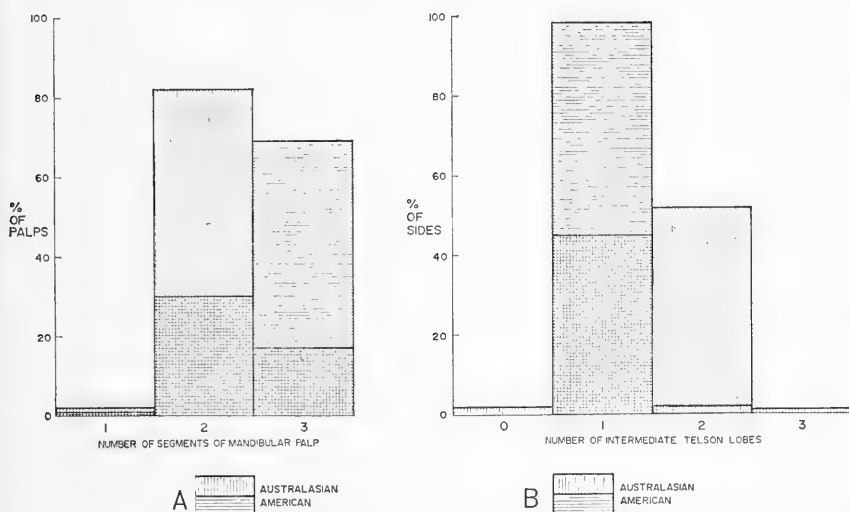 100
80
60
40
20
0
%
OF
PALPS
1 2 3
NUMBER OF SEGMENTS OF MANDIBULAR PALP
A
AUSTRALASIAN
AMERICAN
100
80
60
40
20
0
%
OF
SIDES
0 1 2 3
NUMBER OF INTERMEDIATE TELSON LOBES
B
AUSTRALASIAN
AMERICAN